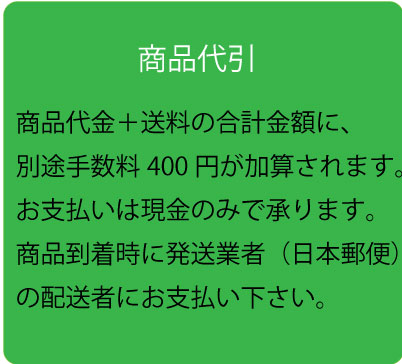 商品代引
商品代金＋送料の合計金額に、
別途手数料 400 円が加算されます。
お支払いは現金のみで承ります。
商品到着時に発送業者（日本郵便）
の配送者にお支払い下さい。